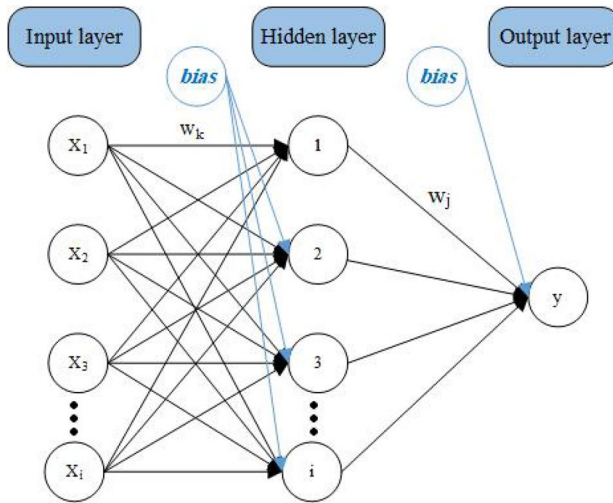 Input layer
Hidden layer
Output layer
bias
bias
X1
wk
1
wj
X2
2
y
X3
3
Xi
i